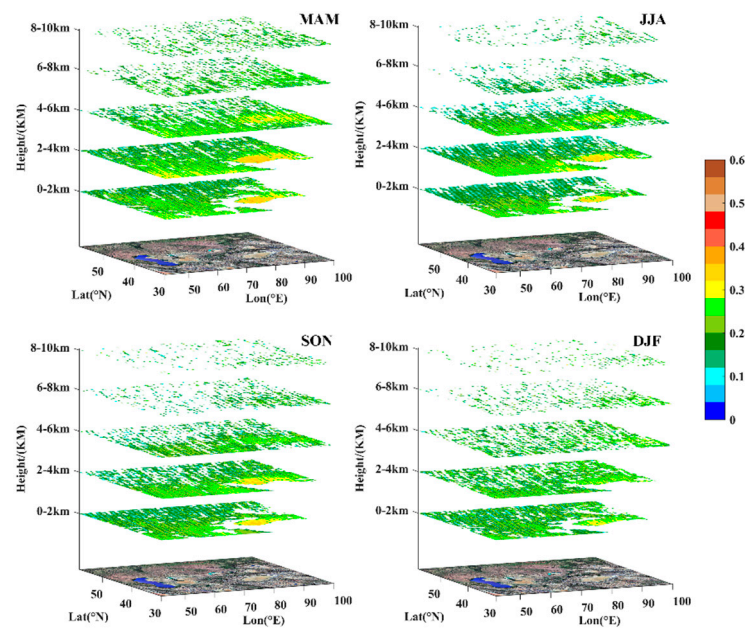 MAM
8-10km
6-8km
4-6km
2-4km
0-2km
Height/(KM)
50
40
30
Lat(°N)
50
60
70
80
90
100
Lon(°E)
JJA
8-10km
6-8km
4-6km
2-4km
0-2km
Height/(KM)
50
40
30
Lat(°N)
50
60
70
80
90
100
Lon(°E)
0.6
0.5
0.4
0.3
0.2
0.1
0
SON
8-10km
6-8km
4-6km
2-4km
0-2km
Height/(KM)
50
40
30
Lat(°N)
50
60
70
80
90
100
Lon(°E)
DJF
8-10km
6-8km
4-6km
2-4km
0-2km
Height/(KM)
50
40
30
Lat(°N)
50
60
70
80
90
100
Lon(°E)